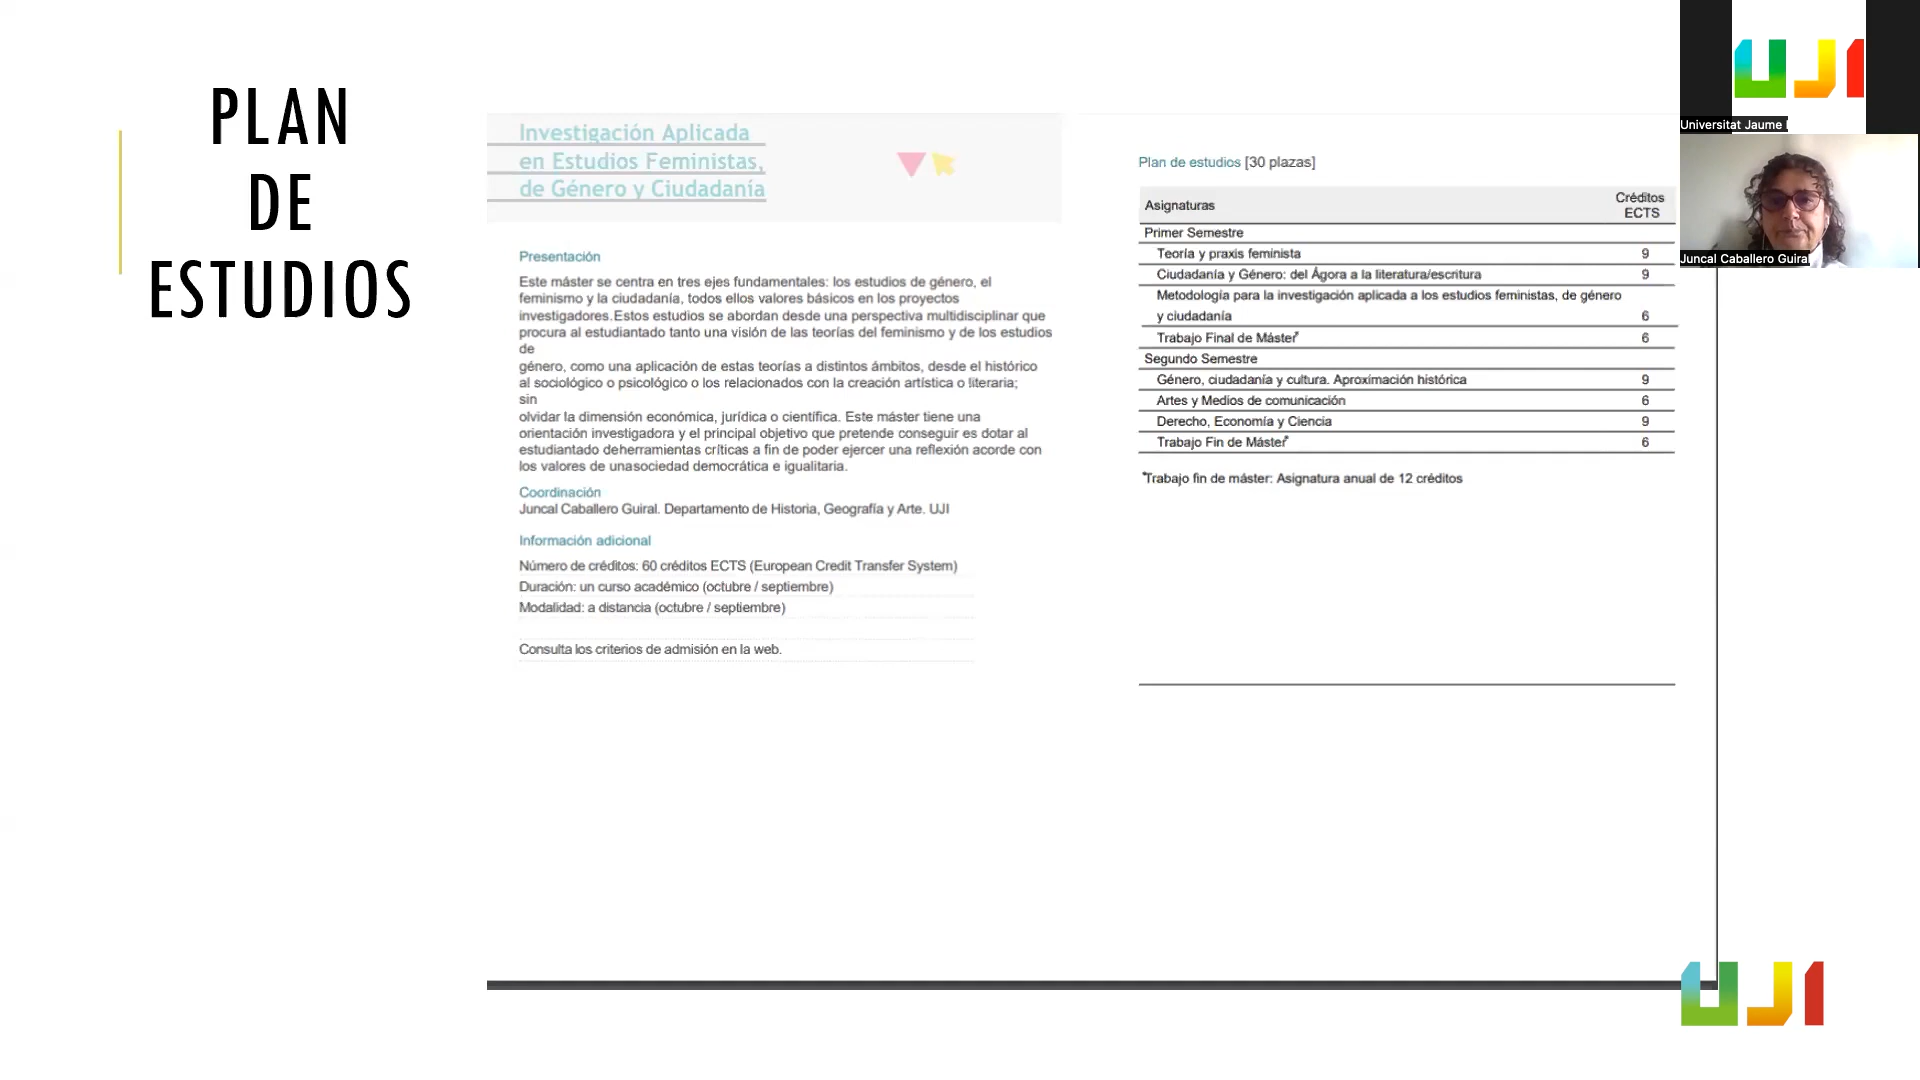 PLAN
DE
ESTUDIOS
Investigación Aplicada
en Estudios Feministas,
de Género y Ciudadanía
Presentación
Este máster se centra en tres ejes fundamentales: los estudios de género, el
feminismo y la ciudadanía, todos ellos valores básicos en los proyectos
investigadores.Estos estudios se abordan desde una perspectiva multidisciplinar que
procura al estudiantado tanto una visión de las teorías del feminismo y de los estudios
de
género, como una aplicación de estas teorías a distintos ámbitos, desde el histórico
al sociológico o psicológico o los relacionados con la creación artística o literaria;
sin
olvidar la dimensión económica, jurídica o científica. Este máster tiene una
orientación investigadora y el principal objetivo que pretende conseguir es dotar al
estudiantado deherramientas críticas a fin de poder ejercer una reflexión acorde con
los valores de unasociedad democrática e igualitaria.
Coordinación
Juncal Caballero Guiral. Departamento de Historia, Geografía y Arte. UJI
Información adicional
Número de créditos: 60 créditos ECTS (European Credit Transfer System)
Duración: un curso académico (octubre / septiembre)
Modalidad: a distancia (octubre / septiembre)
Consulta los criterios de admisión en la web.
Plan de estudios [30 plazas]
Asignaturas Créditos
ECTS
Primer Semestre
Teoría y praxis feminista 9
Ciudadanía y Género: del Ágora a la literatura/escritura 9
Metodología para la investigación aplicada a los estudios feministas, de género
y ciudadanía 6
Trabajo Final de Máster* 6
Segundo Semestre
Género, ciudadanía y cultura. Aproximación histórica 9
Artes y Medios de comunicación 6
Derecho, Economía y Ciencia 9
Trabajo Fin de Máster* 6
*Trabajo fin de máster: Asignatura anual de 12 créditos
UJI
Universitat Jaume I
Juncal Caballero Guiral
UJI